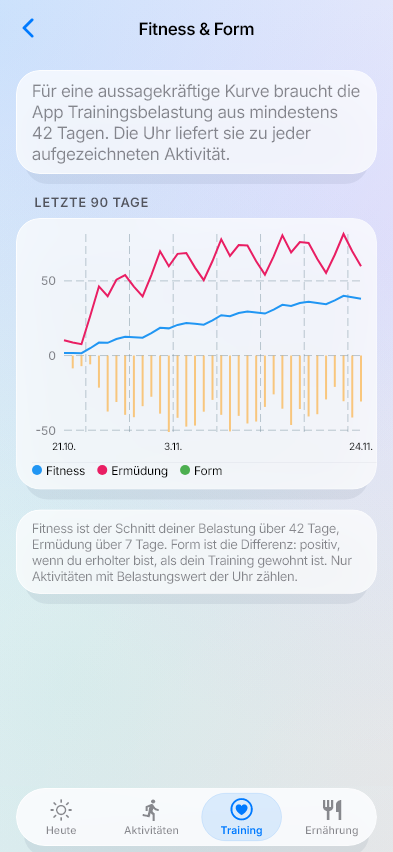 Fitness & Form
Für eine aussagekräftige Kurve braucht die
App Trainingsbelastung aus mindestens
42 Tagen. Die Uhr liefert sie zu jeder
aufgezeichneten Aktivität.
LETZTE 90 TAGE
50
0
-50
21.10. 3.11. 24.11.
Fitness Ermüdung Form
Fitness ist der Schnitt deiner Belastung über 42 Tage,
Ermüdung über 7 Tage. Form ist die Differenz: positiv,
wenn du erholter bist, als dein Training gewohnt ist. Nur
Aktivitäten mit Belastungswert der Uhr zählen.
Heute Aktivitäten Training Ernährung